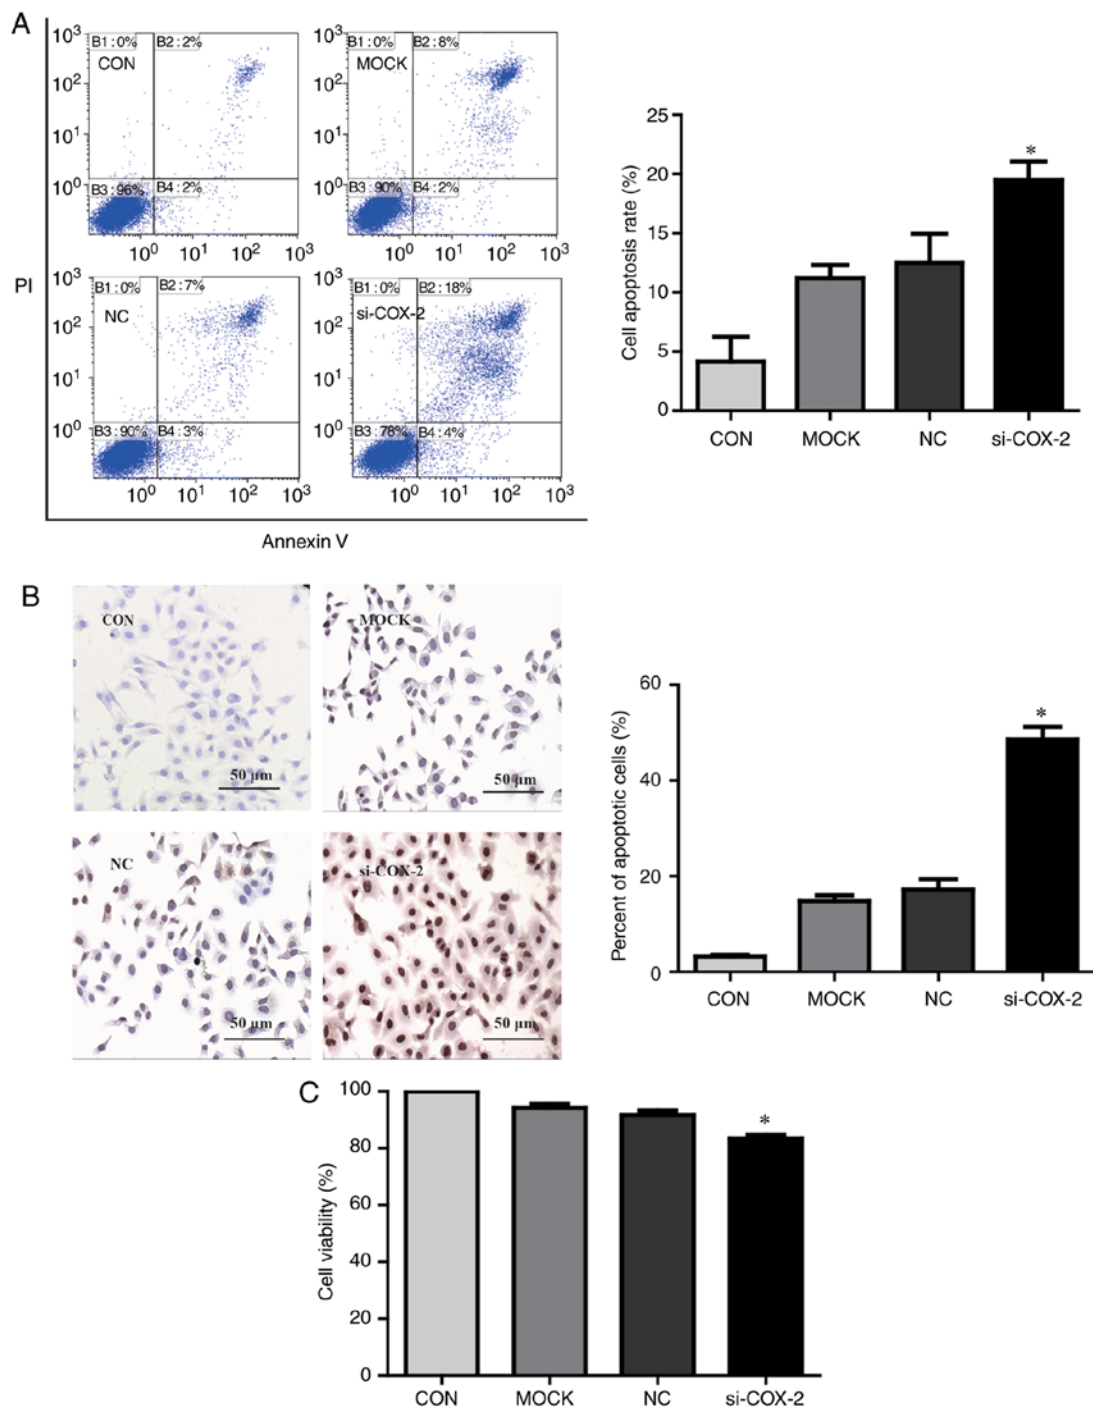 A
10³
10²
10¹
10⁰
B1 : 0%
B2 : 2%
CON
B3 : 96%
B4 : 2%
10⁰
10¹
10²
10³
10³
10²
10¹
10⁰
B1 : 0%
B2 : 8%
MOCK
B3 : 90%
B4 : 2%
10⁰
10¹
10²
10³
PI
10³
10²
10¹
10⁰
B1 : 0%
B2 : 7%
NC
B3 : 90%
B4 : 3%
10⁰
10¹
10²
10³
10³
10²
10¹
10⁰
B1 : 0%
B2 : 18%
si-COX-2
B3 : 78%
B4 : 4%
10⁰
10¹
10²
10³
Annexin V
Cell apoptosis rate (%)
25
20
15
10
5
0
*
CON
MOCK
NC
si-COX-2
B
CON
50 µm
MOCK
50 µm
NC
50 µm
si-COX-2
50 µm
Percent of apoptotic cells (%)
60
40
20
0
*
CON
MOCK
NC
si-COX-2
C
Cell viability (%)
100
80
60
40
20
0
*
CON
MOCK
NC
si-COX-2